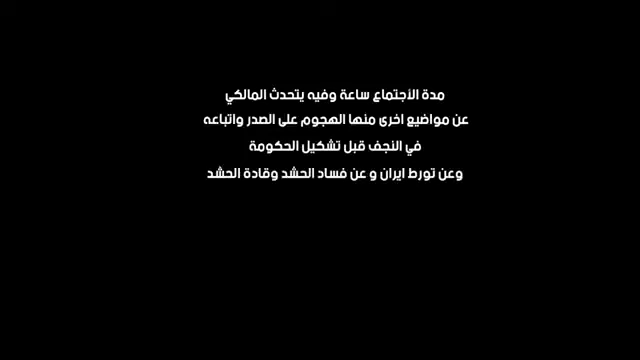 مدة الأجتماع ساعة وفيه يتحدث المالكي
عن مواضيع اخرى منها الهجوم على الصدر واتباعه
في النجف قبل تشكيل الحكومة
وعن تورط ايران و عن فساد الحشد وقادة الحشد